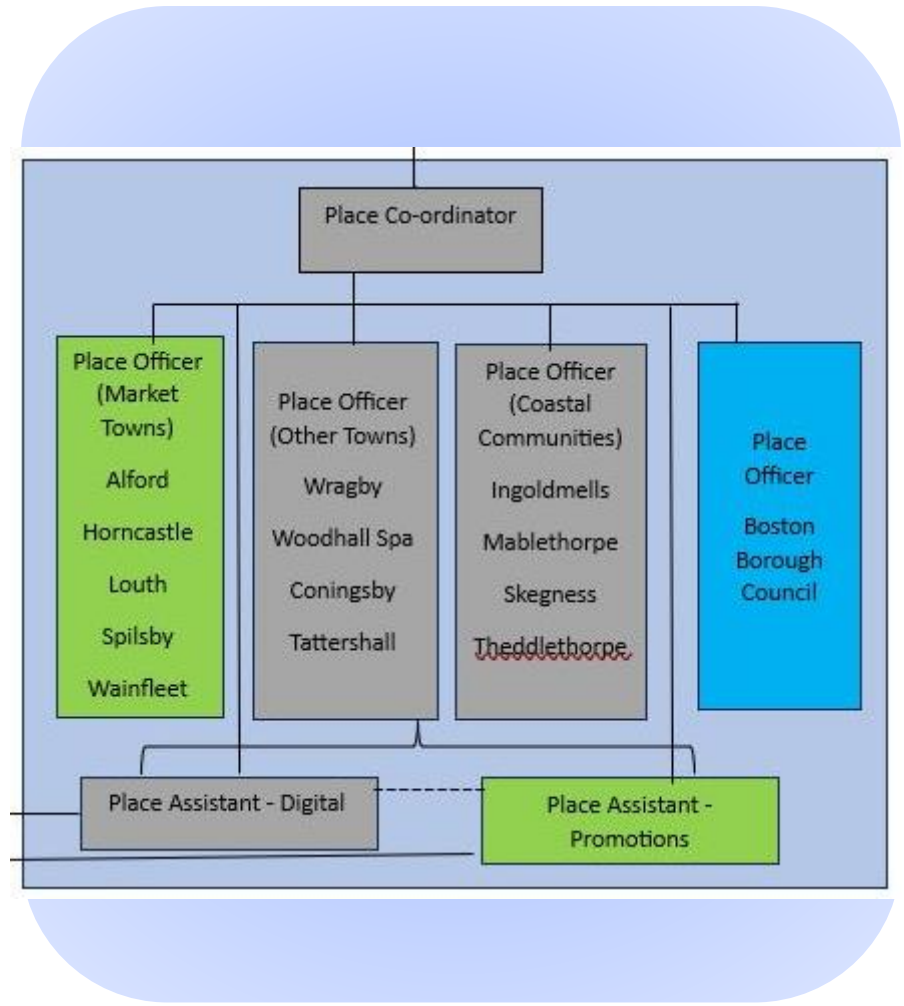 Place Co-ordinator
Place Officer
(Market
Towns)
Alford
Horncastle
Louth
Spilsby
Wainfleet
Place Officer
(Other Towns)
Wragby
Woodhall Spa
Coningsby
Tattershall
Place Officer
(Coastal
Communities)
Ingoldmells
Mablethorpe
Skegness
Theddlethorpe
Place
Officer
Boston
Borough
Council
Place Assistant - Digital
Place Assistant -
Promotions